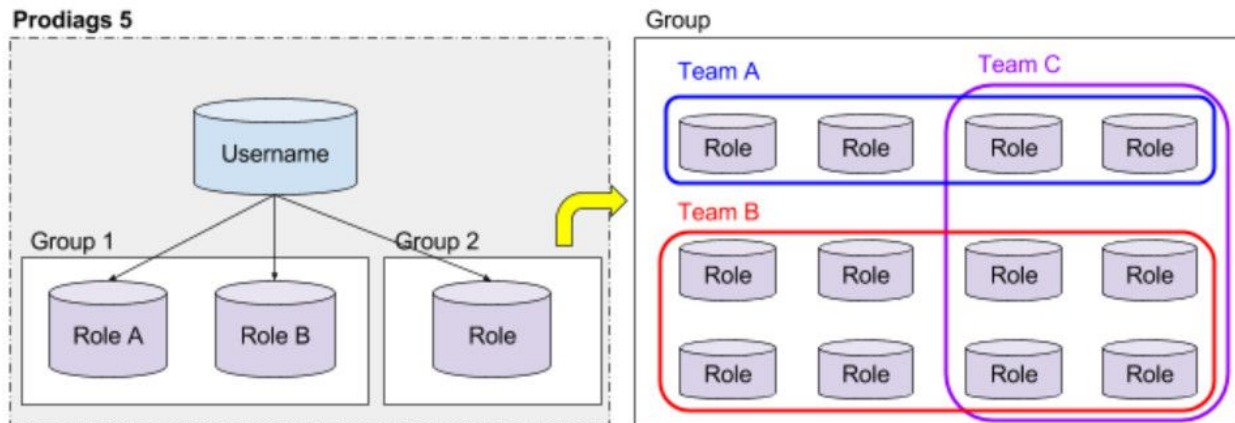 Prodiags 5
Username
Group 1
Group 2
Role A
Role B
Role
Group
Team A
Team C
Role
Role
Role
Role
Team B
Role
Role
Role
Role
Role
Role
Role
Role